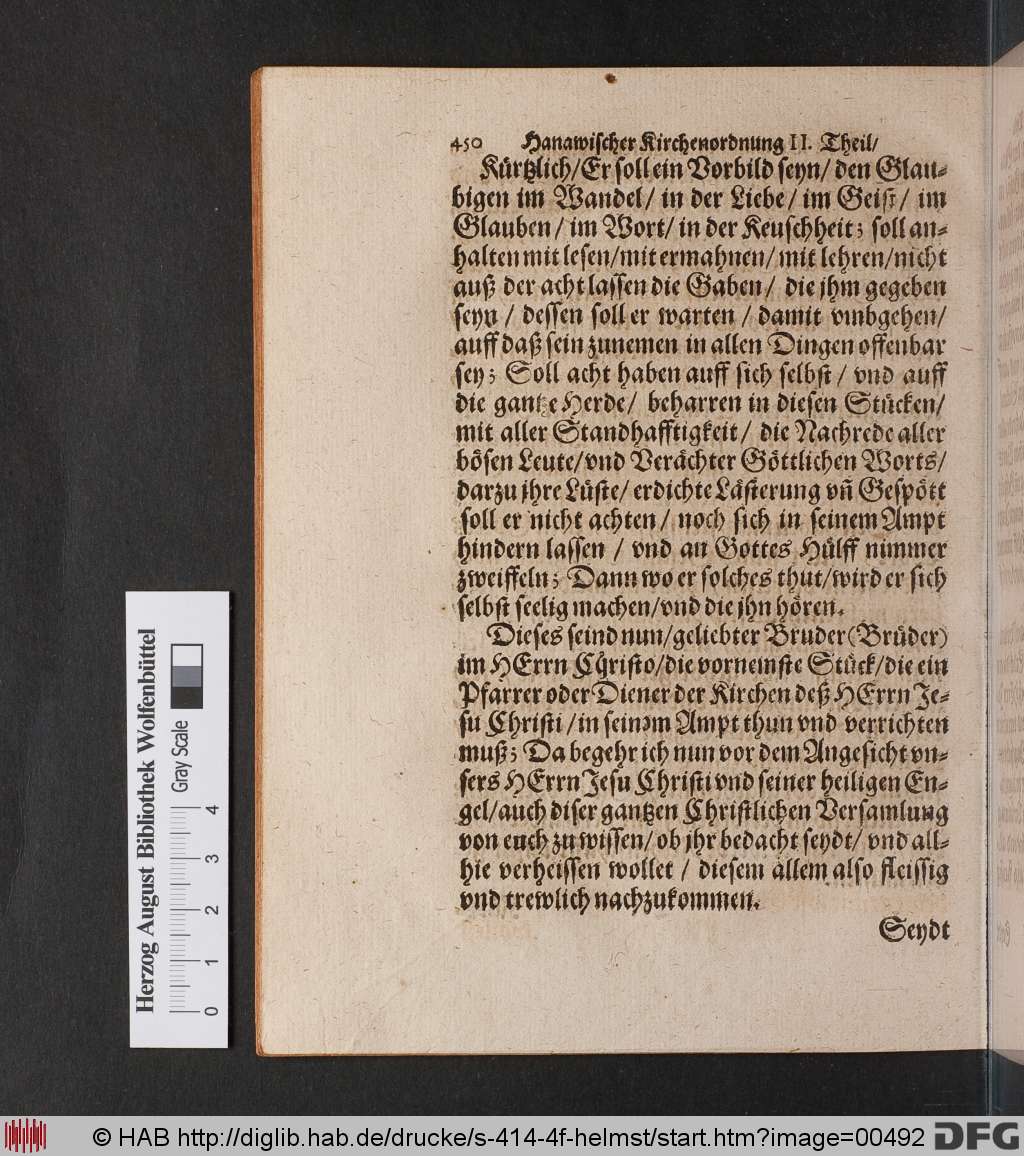 450 Hanawischer Kirchenordnung II. Theil/
Kürtzlich/Er soll ein Vorbild seyn/ den Glau-
bigen im Wandel/ in der Liebe/ im Geist/ im
Glauben/ im Wort/ in der Keuschheit; soll an-
halten mit lesen/mit ermahnen/ mit lehren/nicht
auß der acht lassen die Gaben/ die jhm gegeben
seyn / dessen soll er warten / damit vmbgehen/
auff daß sein zunemen in allen Dingen offenbar
sey; Soll acht haben auff sich selbst/ vnd auff
die gantze Herde/ beharren in diesen Stücken/
mit aller Standhafftigkeit/ die Nachrede aller
bösen Leute/vnd Verächter Göttlichen Worts/
darzu jhre Lüste/ erdichte Lästerung vñ Gespött
soll er nicht achten/ noch sich in seinem Ampt
hindern lassen / vnd an Gottes Hülff nimmer
zweiffeln; Dann wo er solches thut/wird er sich
selbst seelig machen/vnd die jhn hören.
Dieses seind nun/geliebter Bruder(Brüder)
im HErrn Christo/die vornemste Stück/die ein
Pfarrer oder Diener der Kirchen deß HErrn Je-
su Christi/in seinem Ampt thun vnd verrichten
muß; Da begehr ich nun vor dem Angesicht vn-
sers HErrn Jesu Christi vnd seiner heiligen En-
gel/auch diser gantzen Christlichen Versamlung
von euch zu wissen/ ob jhr bedacht seydt/ vnd all-
hie verheissen wollet / diesem allem also fleissig
vnd trewlich nachzukommen.
Seydt
Herzog August Bibliothek Wolfenbüttel
Gray Scale
0 1 2 3 4
© HAB http://diglib.hab.de/drucke/s-414-4f-helmst/start.htm?image=00492 DFG